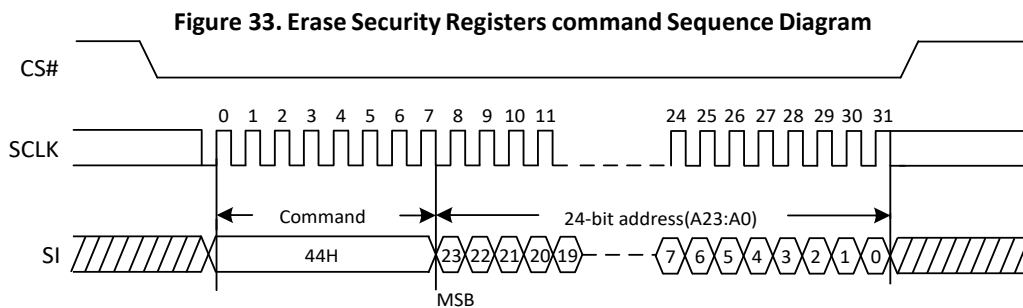 Figure 33. Erase Security Registers command Sequence Diagram
CS#
0 1 2 3 4 5 6 7 8 9 10 11 24 25 26 27 28 29 30 31
SCLK
Command 24-bit address(A23:A0)
SI 44H 23 22 21 20 19 7 6 5 4 3 2 1 0
MSB